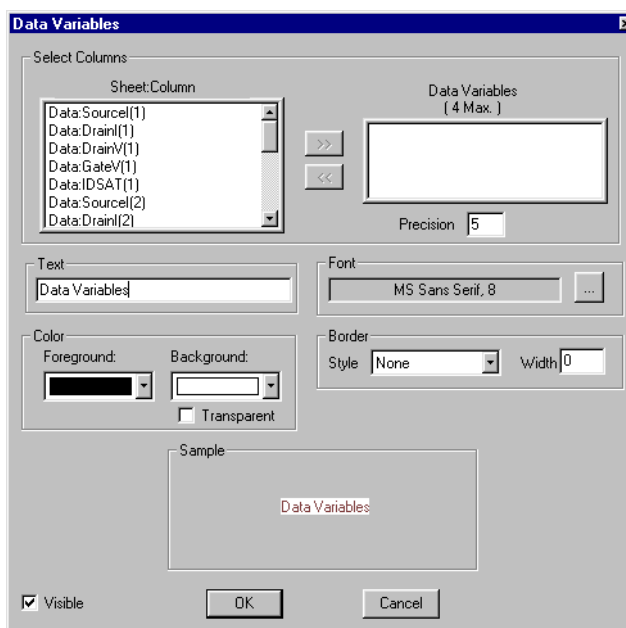 Data Variables
Select Columns
Sheet:Column
Data:SourceI(1)
Data:DrainI(1)
Data:DrainV(1)
Data:GateV(1)
Data:IDSAT(1)
Data:SourceI(2)
Data:DrainI(2)
>>
<<
Data Variables
( 4 Max. )
Precision 5
Text
Data Variables
Font
MS Sans Serif, 8
...
Color
Foreground: Background:
Transparent
Border
Style None Width 0
Sample
Data Variables
Visible OK Cancel